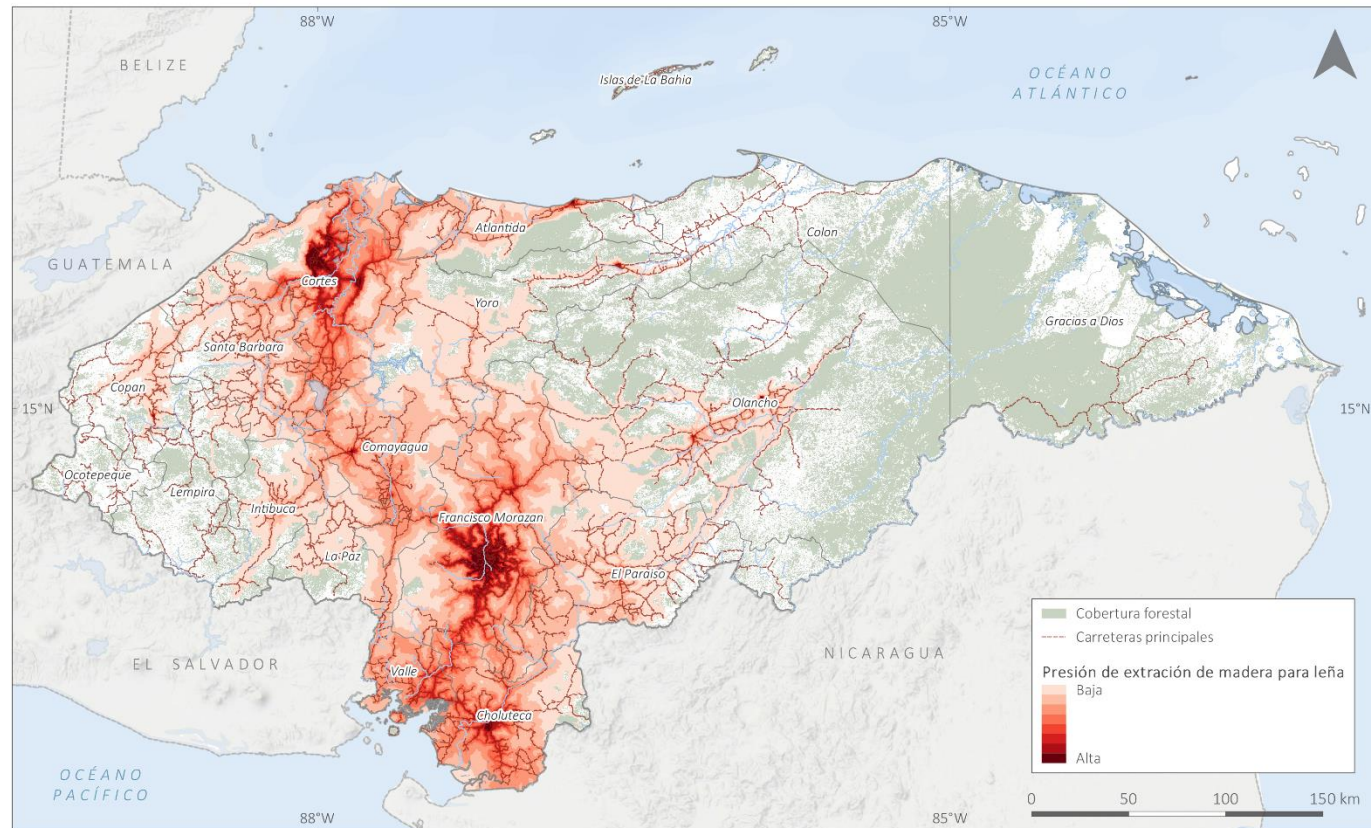 88°W
85°W
BELIZE
Islas de La Bahia
OCÉANO
ATLÁNTICO
Atlantida
Colon
GUATEMALA
Cortes
Yoro
Gracias a Dios
Santa Barbara
Copan
15°N
Olancho
15°N
Comayagua
Ocotepeque
Lempira
Intibuca
Francisco Morazan
La Paz
El Paraiso
EL SALVADOR
NICARAGUA
Valle
Choluteca
OCÉANO
PACÍFICO
Cobertura forestal
Carreteras principales
Presión de extracción de madera para leña
Baja
Alta
88°W
85°W
0 50 100 150 km